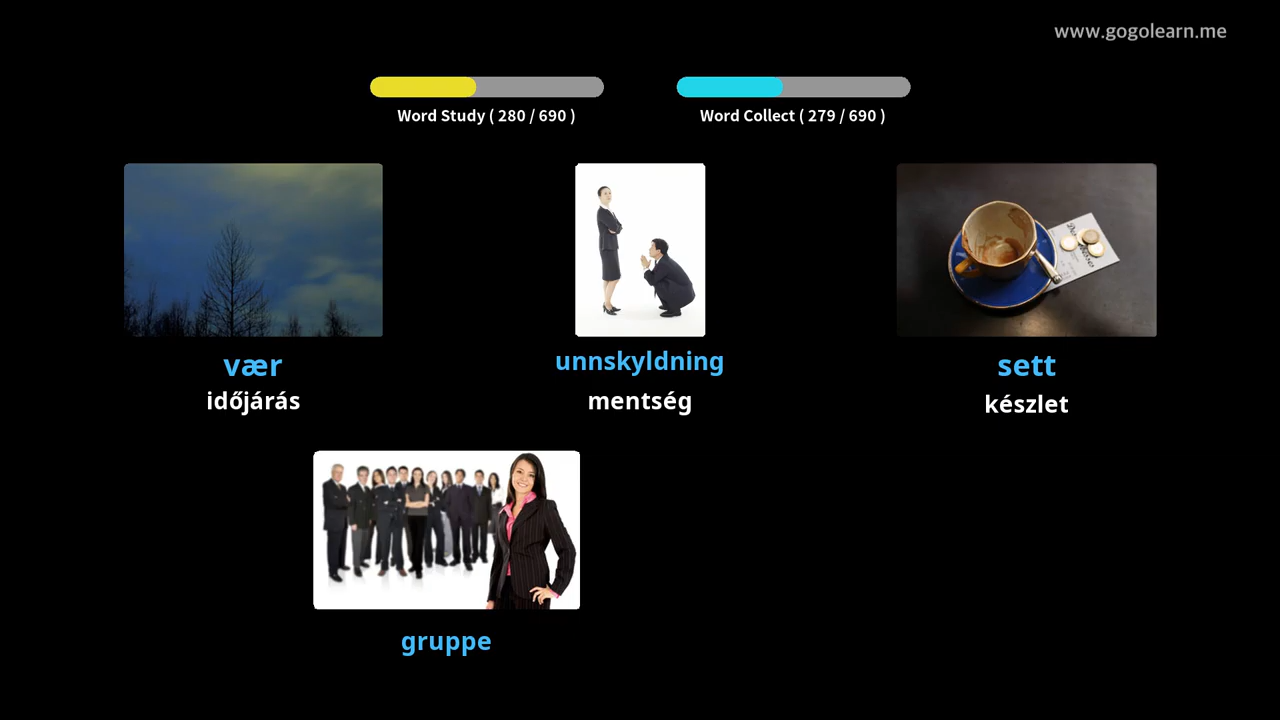 www.gogolearn.me
Word Study ( 280 / 690 )
Word Collect ( 279 / 690 )
vær
időjárás
unnskyldning
mentség
sett
készlet
gruppe